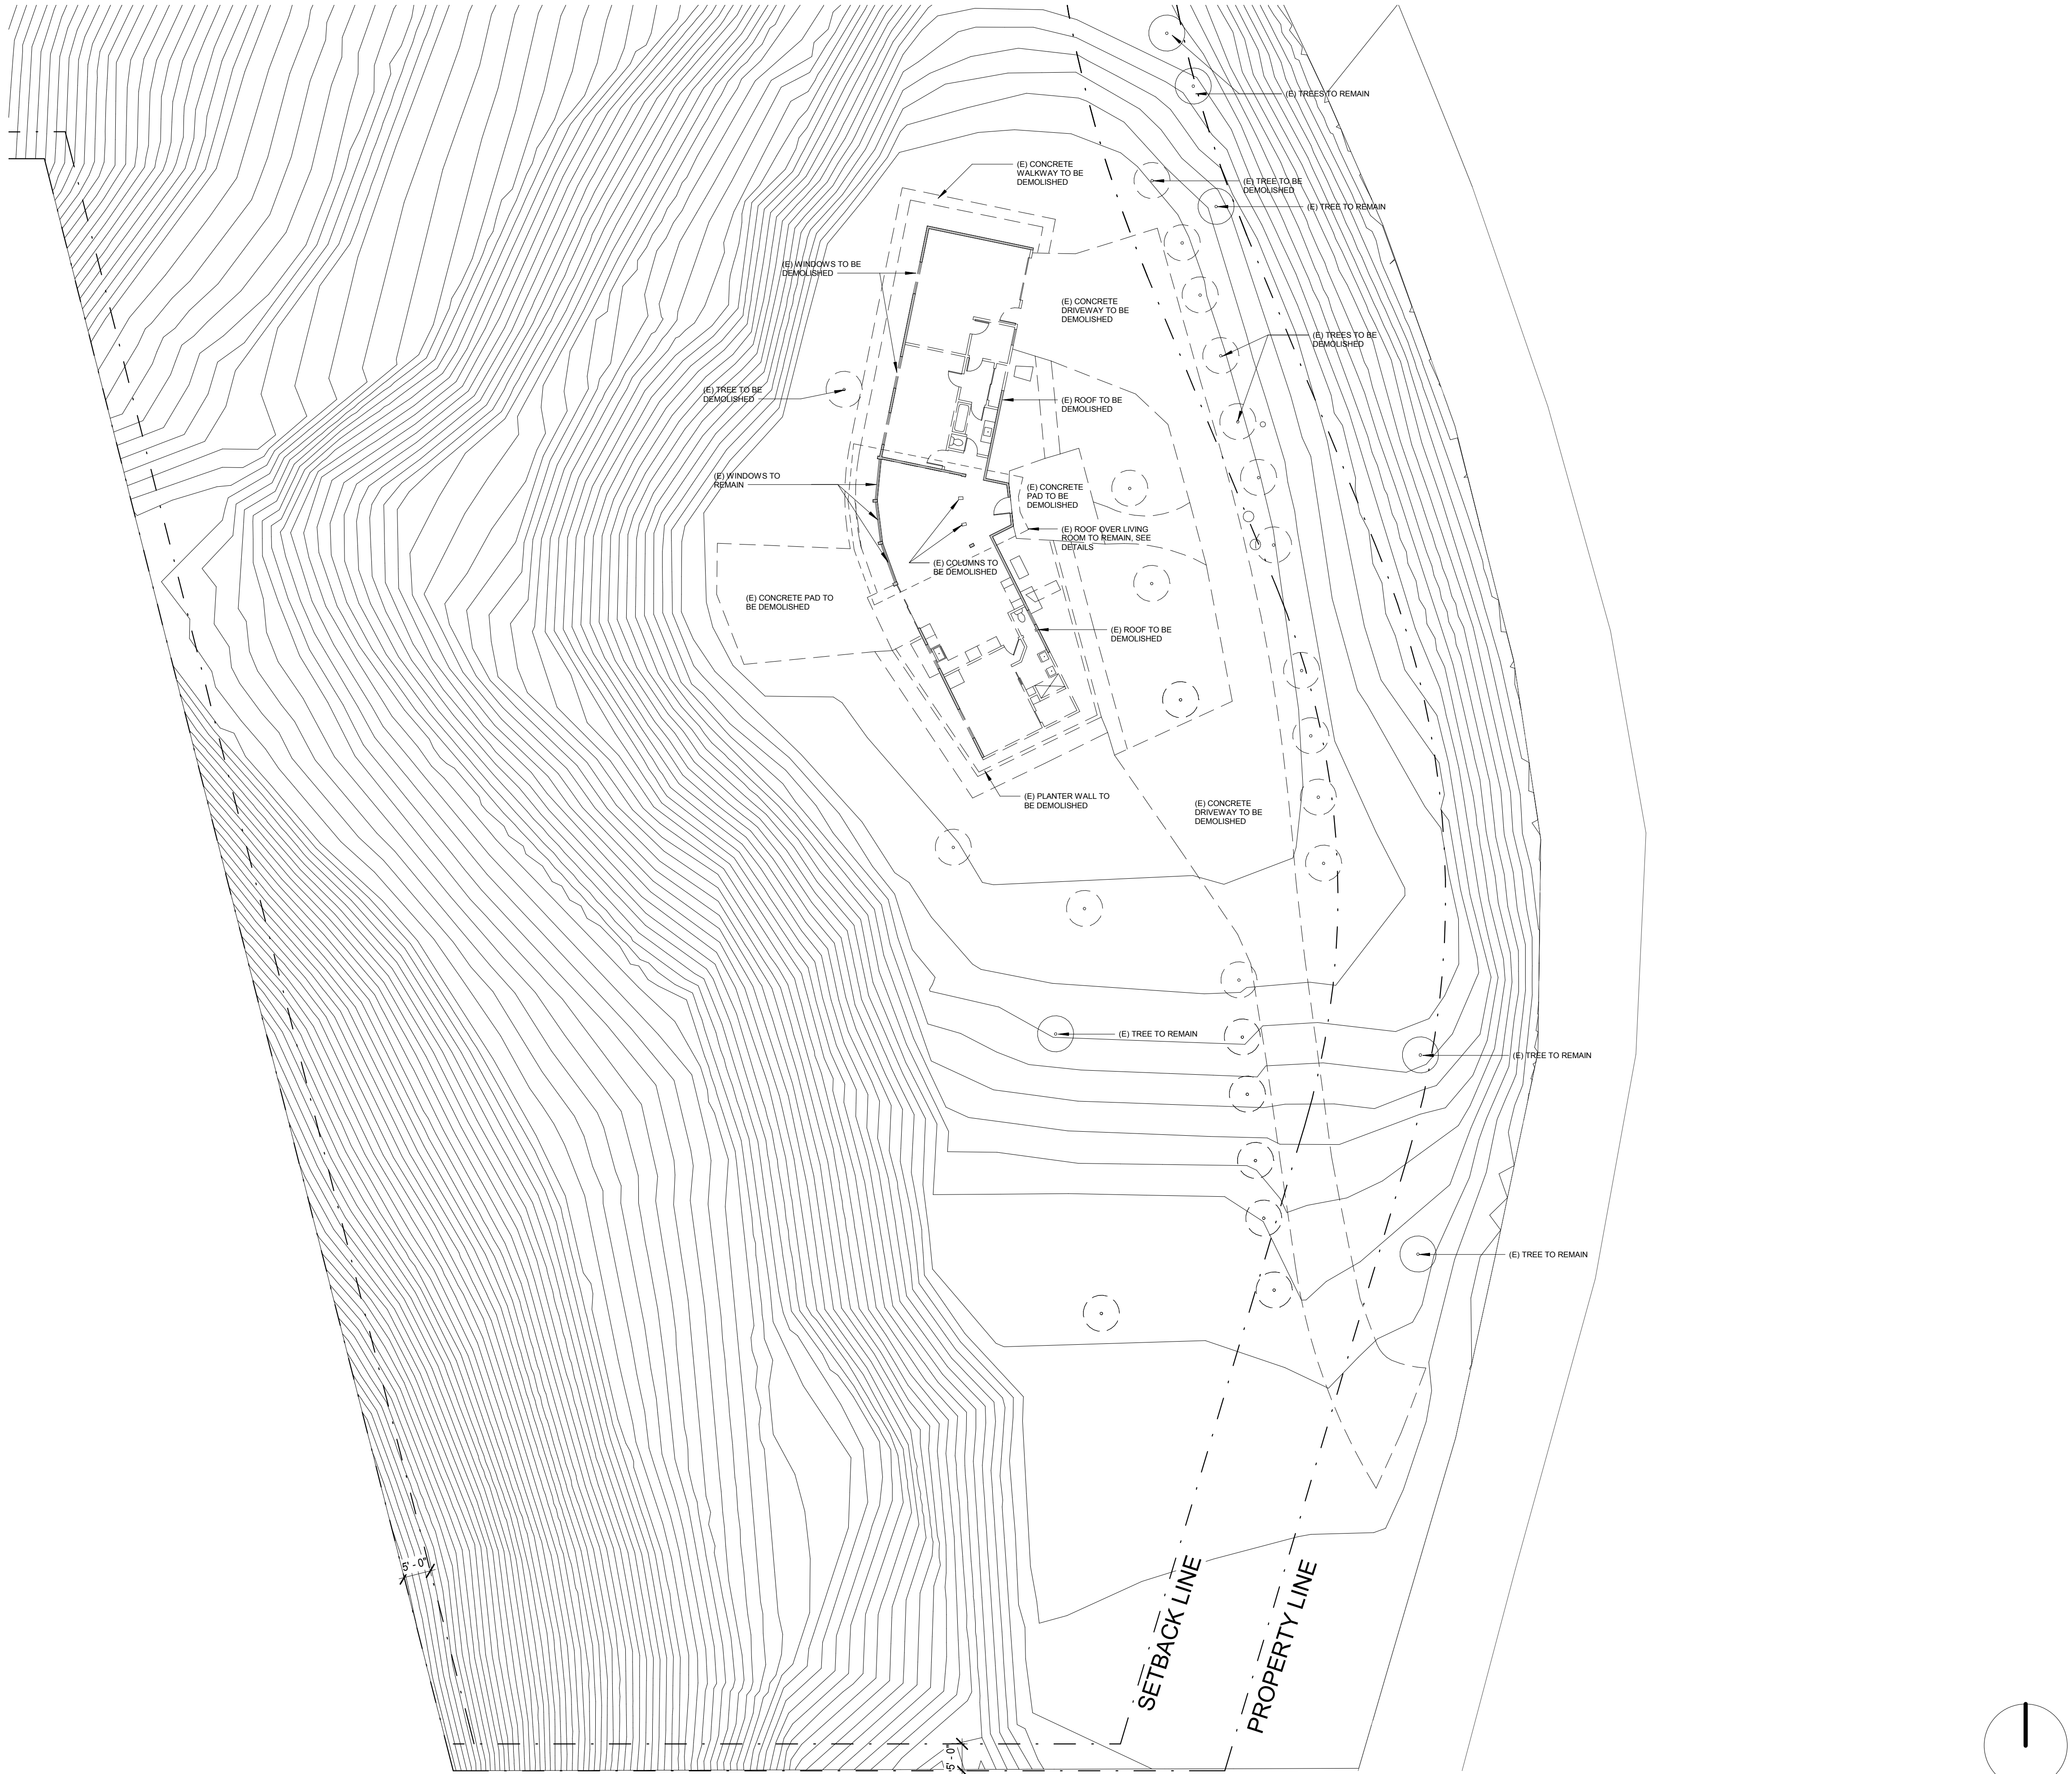 (E) TREES TO REMAIN
(E) CONCRETE
WALKWAY TO BE
DEMOLISHED
(E) TREE TO BE
DEMOLISHED
(E) TREE TO REMAIN
(E) WINDOWS TO BE
DEMOLISHED
(E) CONCRETE
DRIVEWAY TO BE
DEMOLISHED
(E) TREES TO BE
DEMOLISHED
(E) TREE TO BE
DEMOLISHED
(E) ROOF TO BE
DEMOLISHED
(E) WINDOWS TO
REMAIN
(E) CONCRETE
PAD TO BE
DEMOLISHED
(E) ROOF OVER LIVING
ROOM TO REMAIN, SEE
DETAILS
(E) COLUMNS TO
BE DEMOLISHED
(E) CONCRETE PAD TO
BE DEMOLISHED
(E) ROOF TO BE
DEMOLISHED
(E) PLANTER WALL TO
BE DEMOLISHED
(E) CONCRETE
DRIVEWAY TO BE
DEMOLISHED
(E) TREE TO REMAIN
(E) TREE TO REMAIN
(E) TREE TO REMAIN
5' - 0"
SETBACK LINE
PROPERTY LINE
5' - 0"